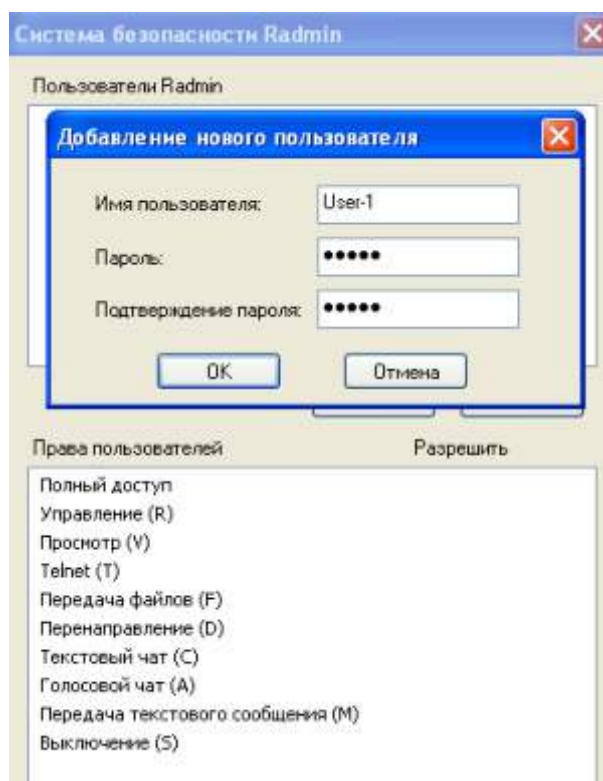 Система безопасности Radmin
Пользователи Radmin
Добавление нового пользователя
Имя пользователя:
User-1
Пароль:
•••••
Подтверждение пароля:
•••••
OK
Отмена
Права пользователей
Разрешить
Полный доступ
Управление (R)
Просмотр (V)
Telnet (T)
Передача файлов (F)
Перенаправление (D)
Текстовый чат (C)
Голосовой чат (A)
Передача текстового сообщения (M)
Выключение (S)